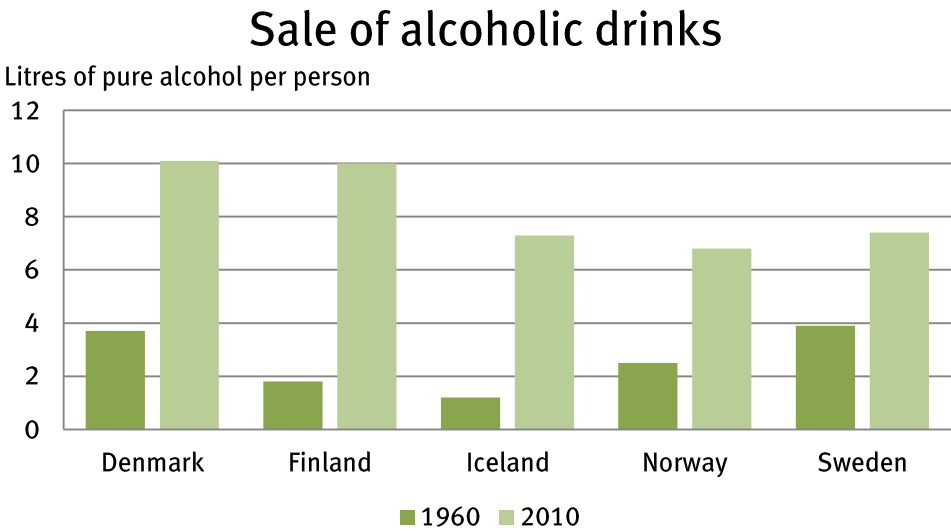 Sale of alcoholic drinks
Litres of pure alcohol per person
12
10
8
6
4
2
0
Denmark Finland Iceland Norway Sweden
1960 2010